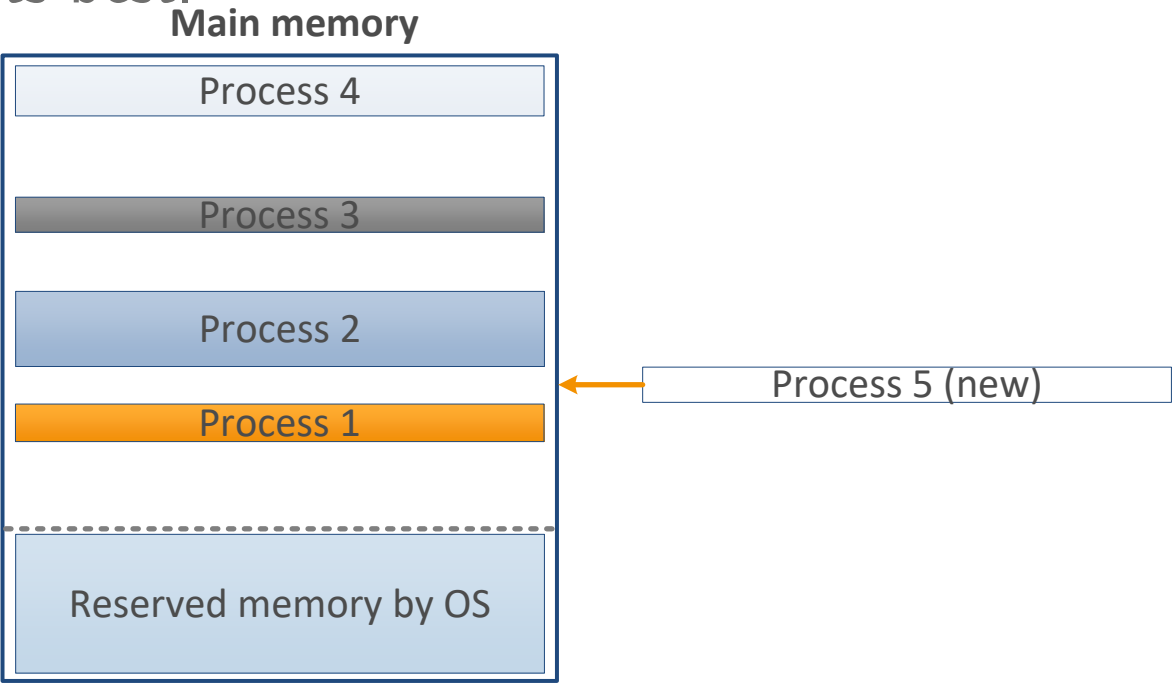 Main memory
Process 4
Process 3
Process 2
Process 5 (new)
Process 1
Reserved memory by OS